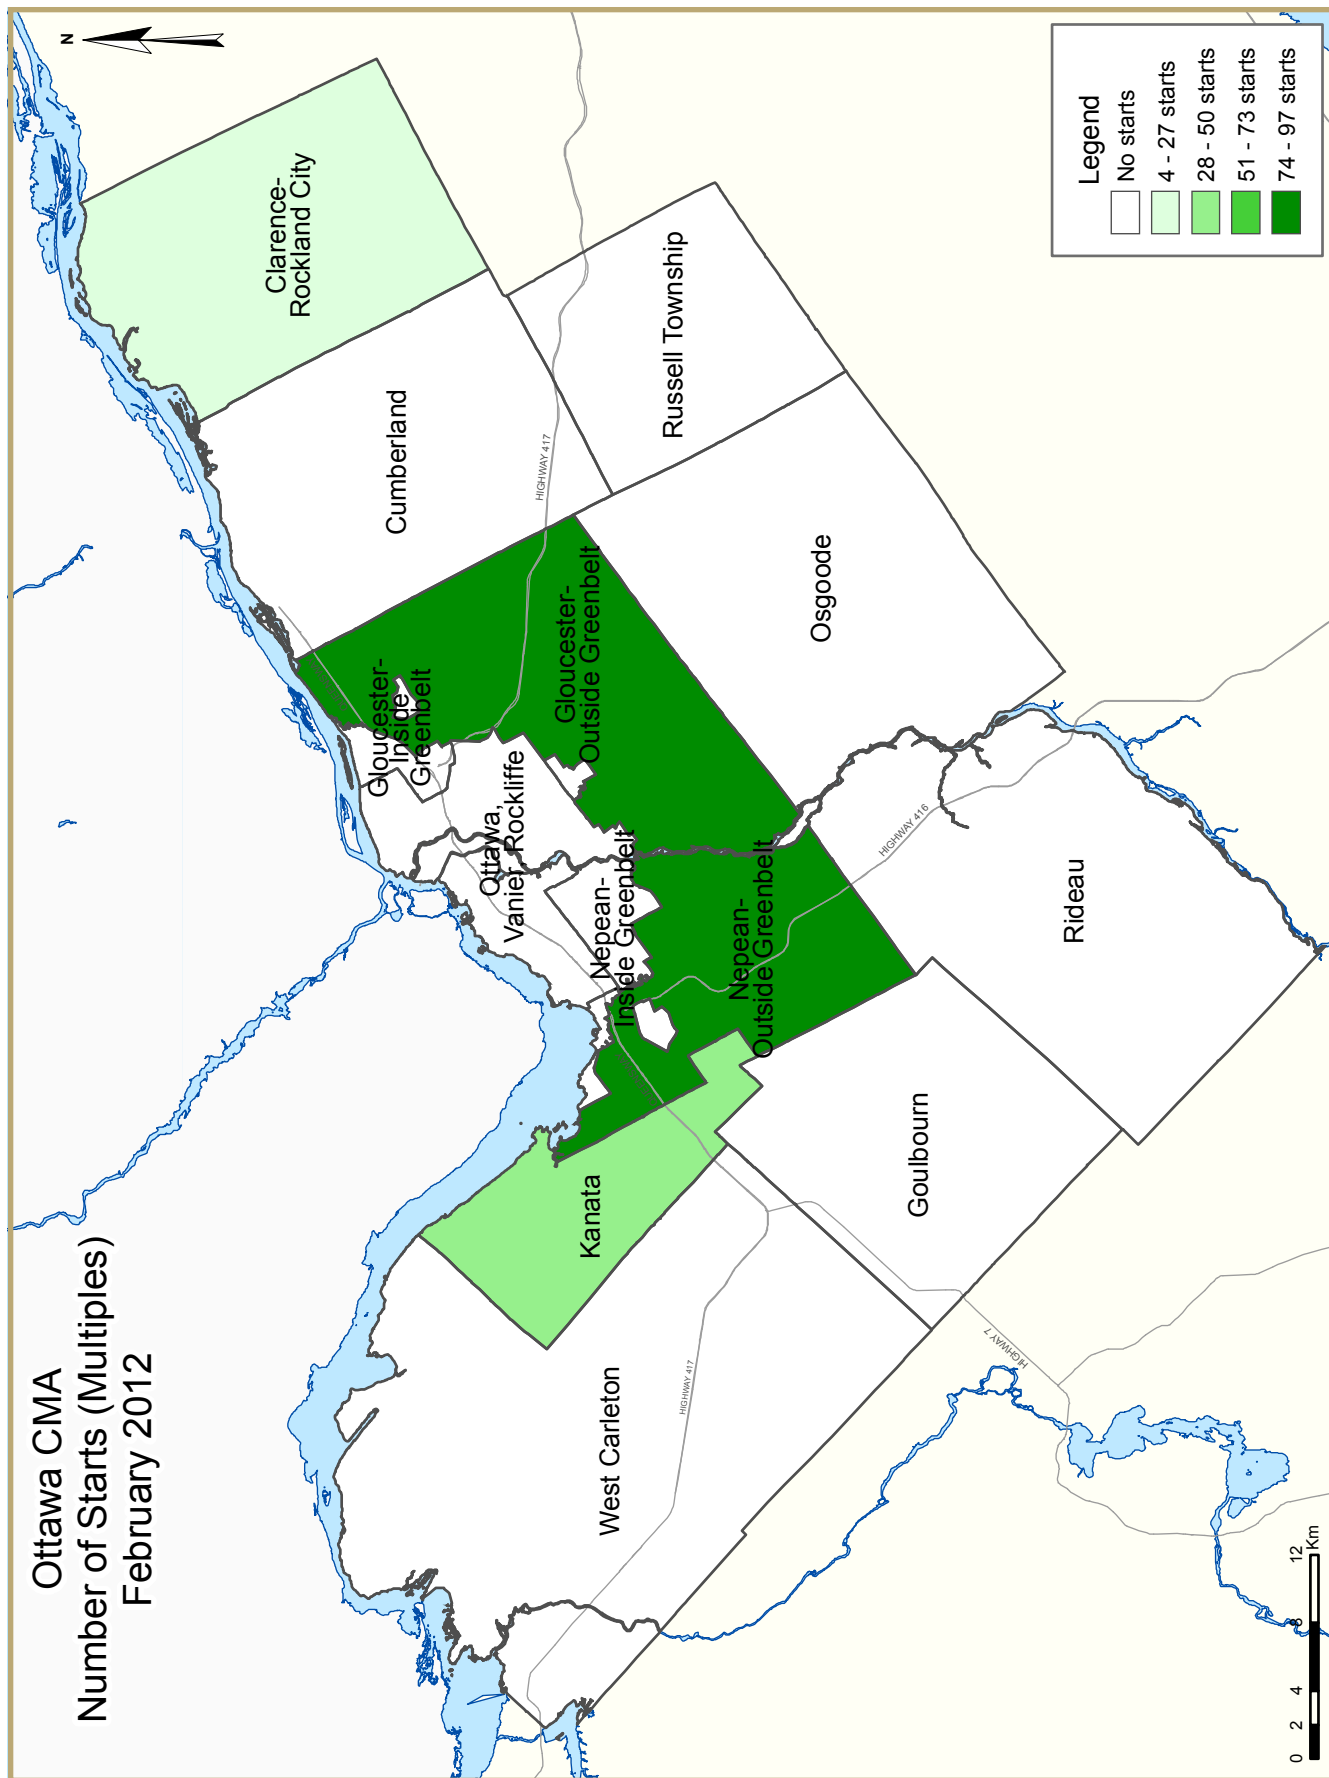 Ottawa CMA
Number of Starts (Multiples)
February 2012
N
Clarence-
Rockland City
Cumberland
Russell Township
HIGHWAY 417
Gloucester-
Inside
Greenbelt
Gloucester-
Outside Greenbelt
Osgoode
Ottawa,
Vanier, Rockliffe
Nepean-
Inside Greenbelt
Nepean-
Outside Greenbelt
HIGHWAY 416
Rideau
Kanata
Goulbourn
West Carleton
HIGHWAY 417
HIGHWAY 7
Legend
No starts
4 - 27 starts
28 - 50 starts
51 - 73 starts
74 - 97 starts
0 2 4 8 12
Km